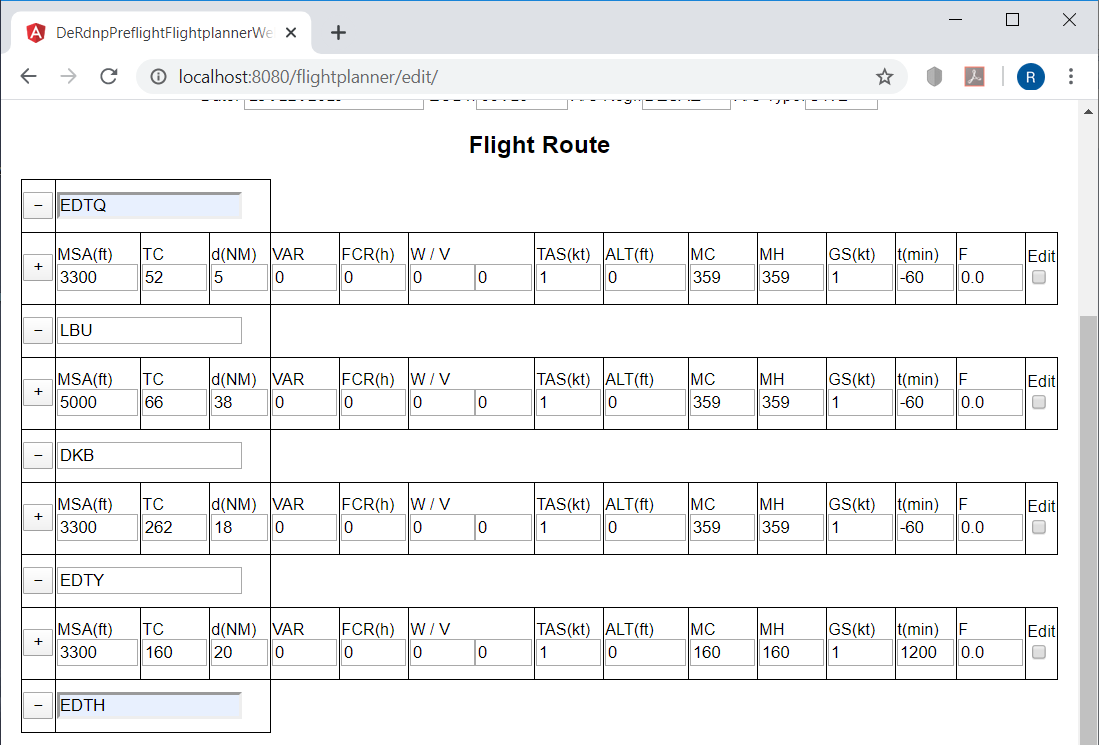 DeRdnpPreflightFlightplannerWe
localhost:8080/flightplanner/edit/
R
Flight Route
− EDTQ
MSA(ft) TC d(NM) VAR FCR(h) W / V TAS(kt) ALT(ft) MC MH GS(kt) t(min) F Edit
+ 3300 52 5 0 0 0 0 1 0 359 359 1 -60 0.0
− LBU
MSA(ft) TC d(NM) VAR FCR(h) W / V TAS(kt) ALT(ft) MC MH GS(kt) t(min) F Edit
+ 5000 66 38 0 0 0 0 1 0 359 359 1 -60 0.0
− DKB
MSA(ft) TC d(NM) VAR FCR(h) W / V TAS(kt) ALT(ft) MC MH GS(kt) t(min) F Edit
+ 3300 262 18 0 0 0 0 1 0 359 359 1 -60 0.0
− EDTY
MSA(ft) TC d(NM) VAR FCR(h) W / V TAS(kt) ALT(ft) MC MH GS(kt) t(min) F Edit
+ 3300 160 20 0 0 0 0 1 0 160 160 1 1200 0.0
− EDTH